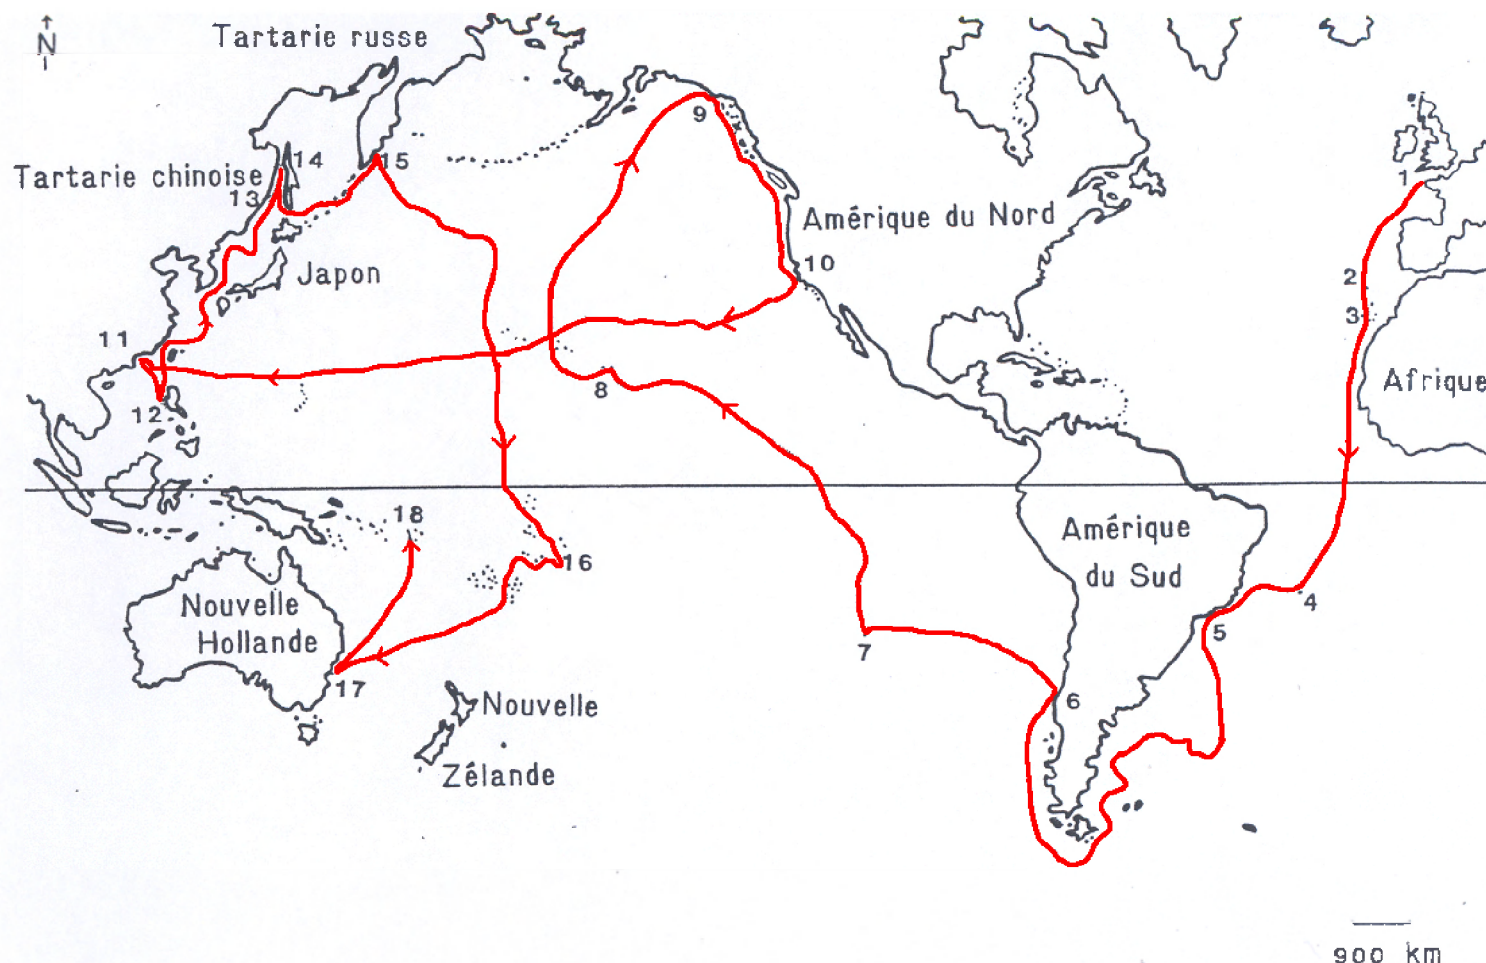 N
Tartarie russe
Tartarie chinoise
14
15
13
9
1
Amérique du Nord
10
2
3
Japon
11
12
8
Afrique
18
16
Amérique
du Sud
Nouvelle
Hollande
4
5
7
6
17
Nouvelle
Zélande
900 km